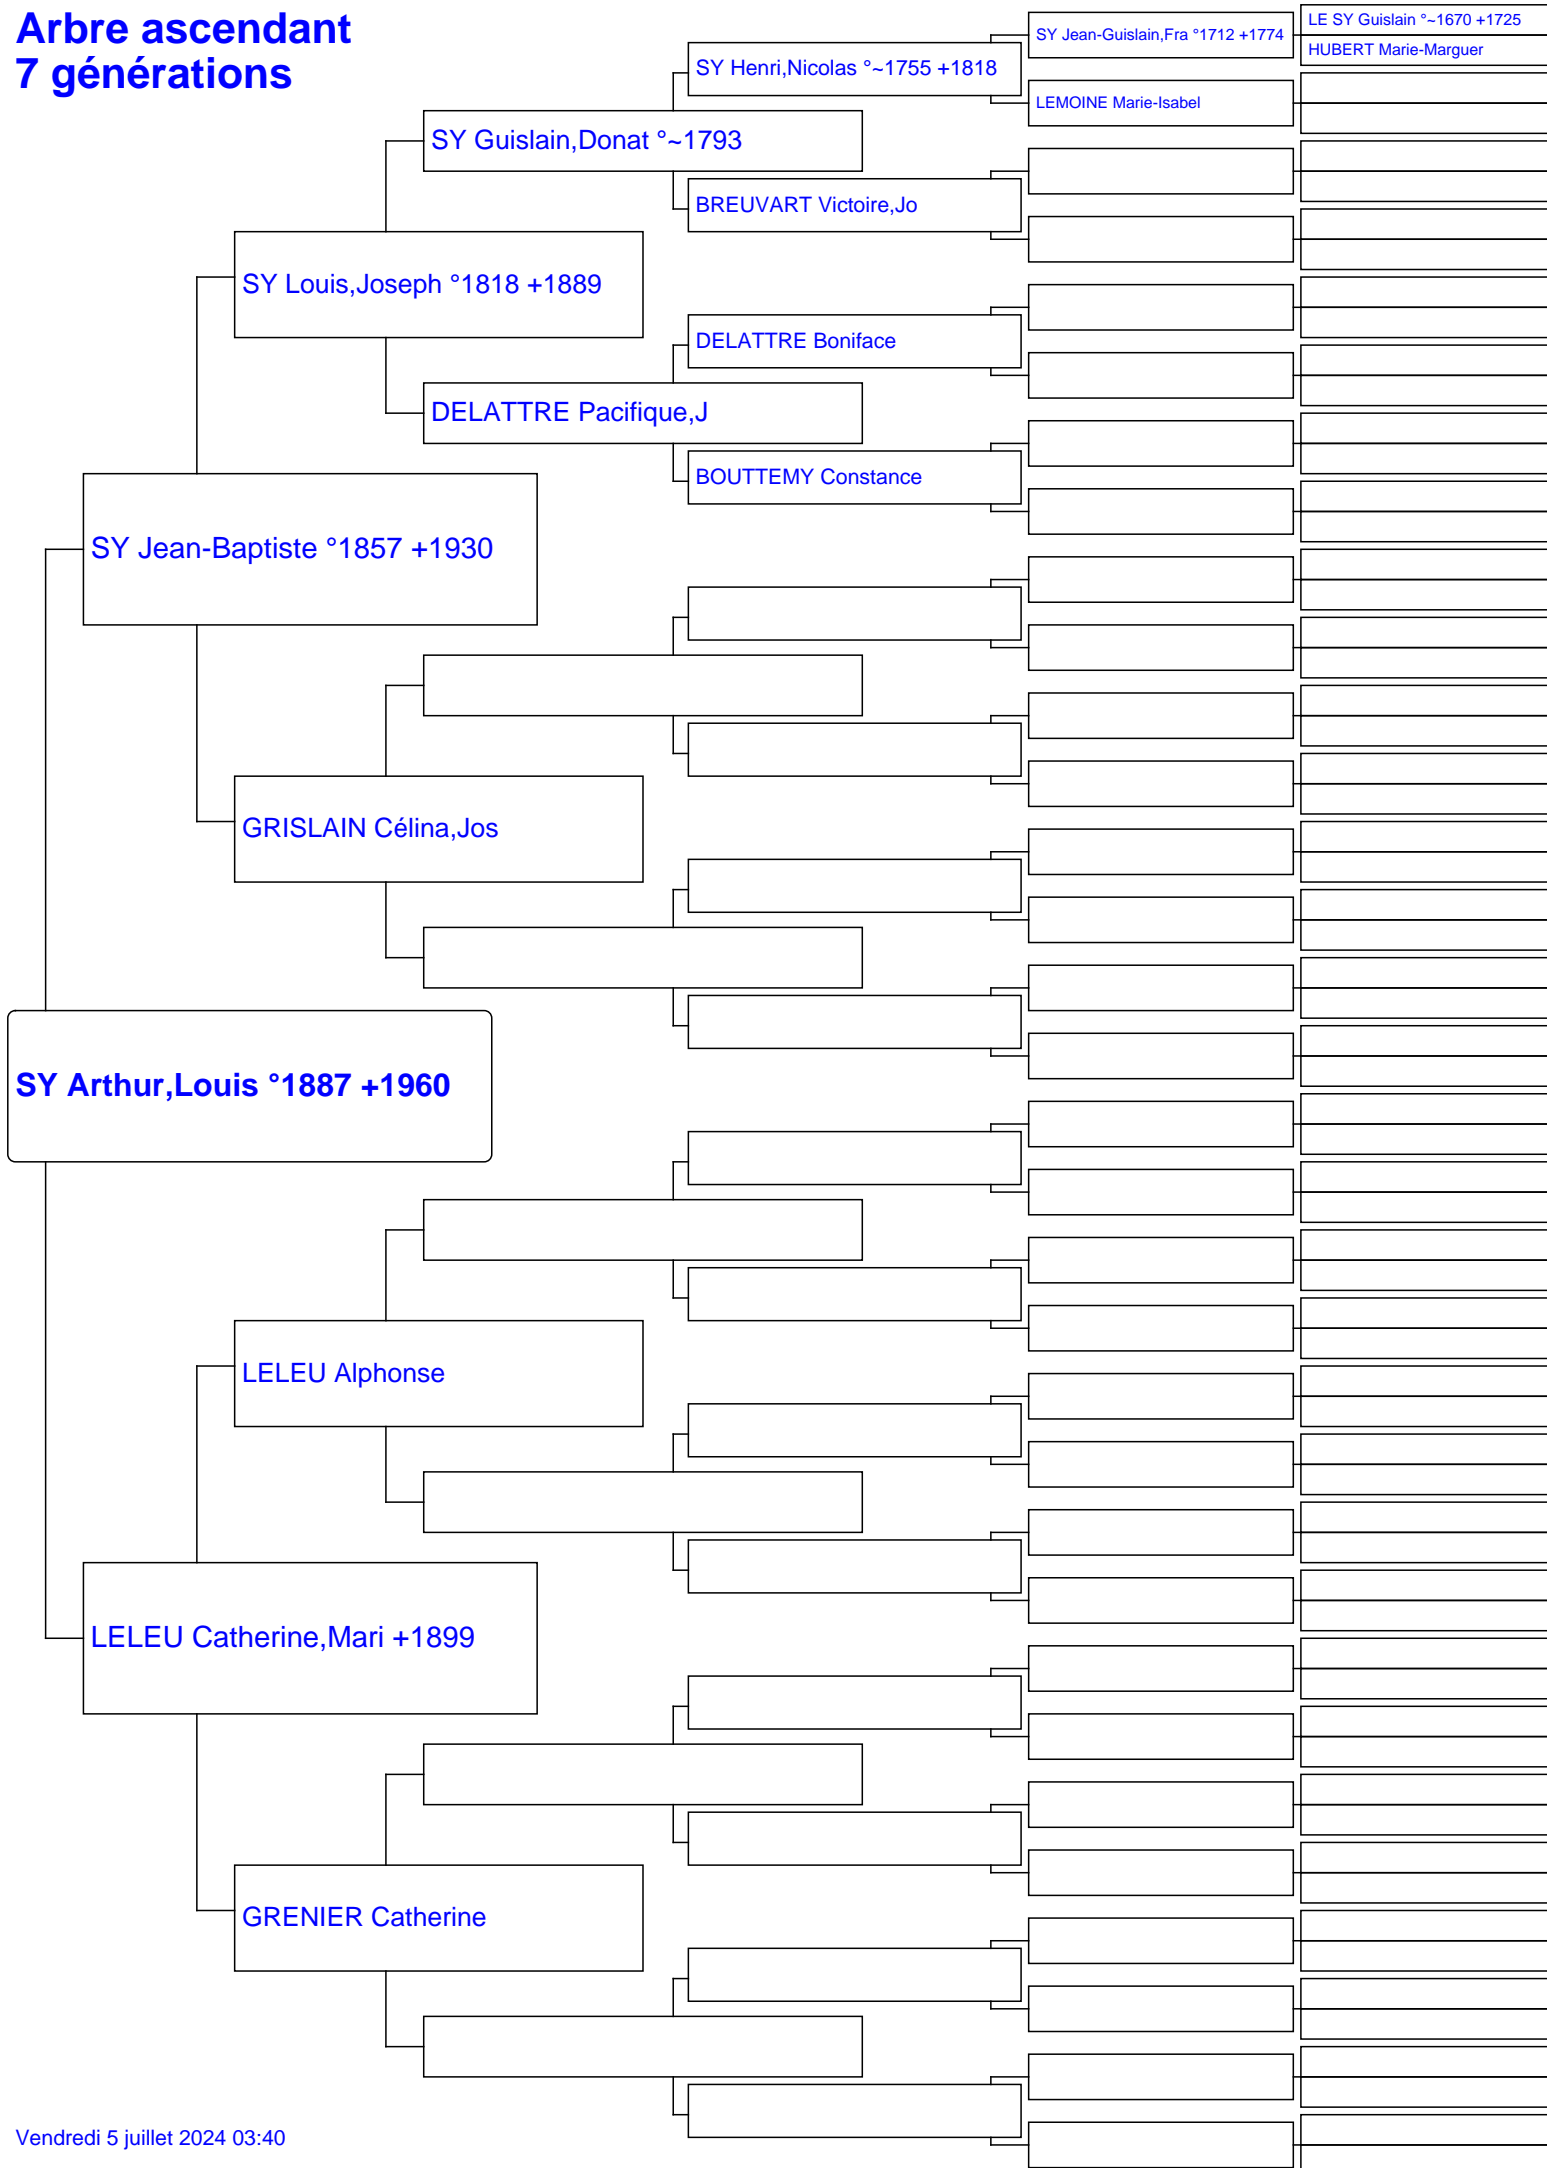 Arbre ascendant
7 générations
SY Jean-Guislain,Fra °1712 +1774
LE SY Guislain °~1670 +1725
HUBERT Marie-Marguer
SY Henri,Nicolas °~1755 +1818
LEMOINE Marie-Isabel
SY Guislain,Donat °~1793
BREUVART Victoire,Jo
SY Louis,Joseph °1818 +1889
DELATTRE Boniface
DELATTRE Pacifique,J
BOUTTEMY Constance
SY Jean-Baptiste °1857 +1930
GRISLAIN Célina,Jos
SY Arthur,Louis °1887 +1960
LELEU Alphonse
LELEU Catherine,Mari +1899
GRENIER Catherine
Vendredi 5 juillet 2024 03:40